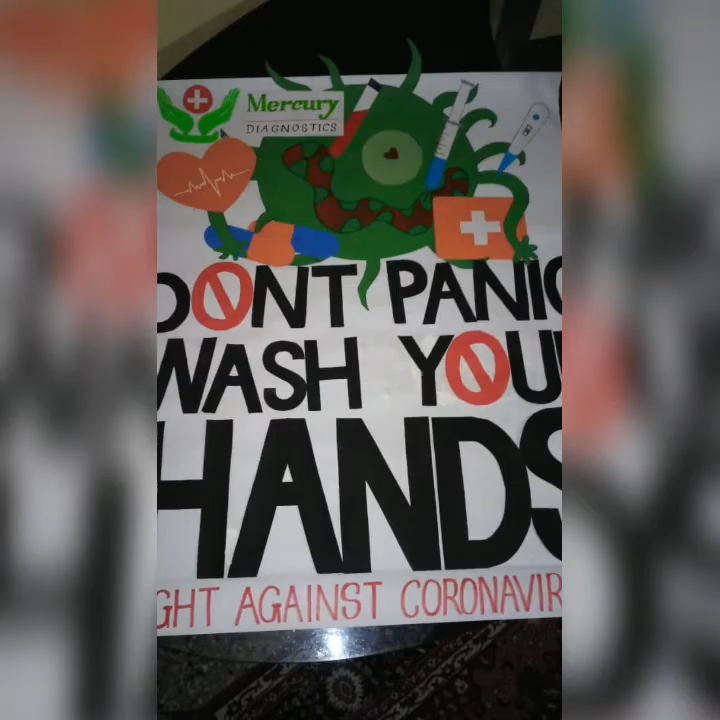 Mercury
DIAGNOSTICS
DONT PANIC
WASH YOU
HANDS
GHT AGAINST CORONAVIR